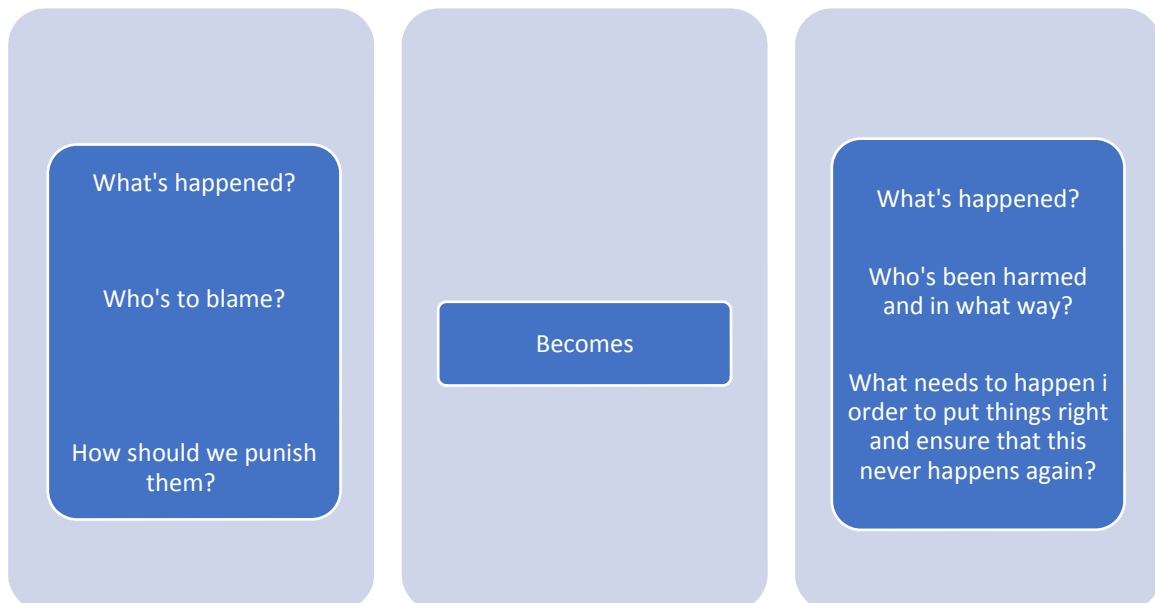 What's happened?
Who's to blame?
How should we punish
them?
Becomes
What's happened?
Who's been harmed
and in what way?
What needs to happen i
order to put things right
and ensure that this
never happens again?